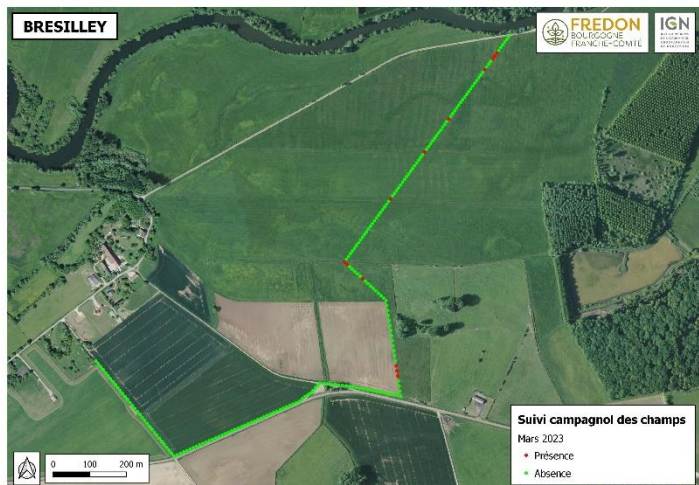 BRESILLEY
FREDON
BOURGOGNE
FRANCHE-COMTÉ
IGN
Suivi campagnol des champs
Mars 2023
Présence
Absence
0 100 200 m